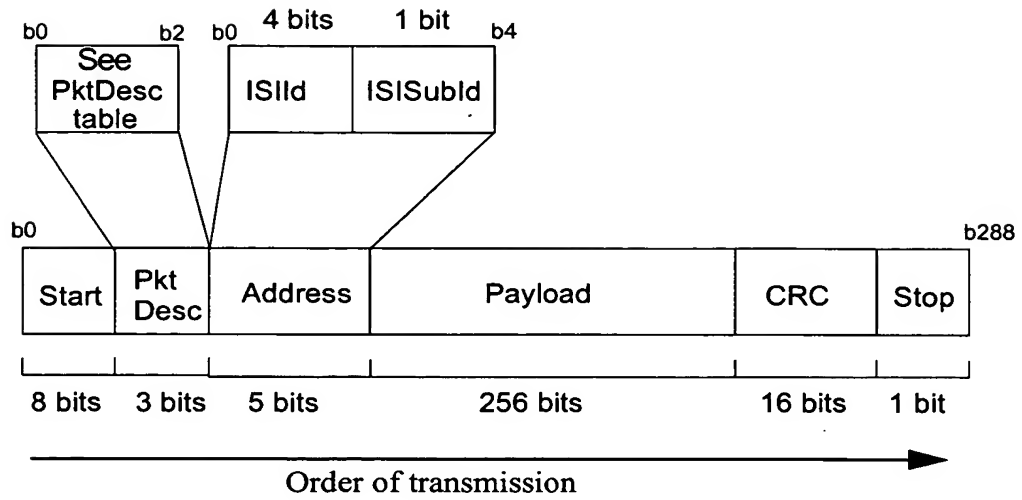 4 bits 1 bit
b0 b2 b0 b4
See
PktDesc
table
ISIId ISISubId
b0 b288
Start Pkt
Desc Address Payload CRC Stop
8 bits 3 bits 5 bits 256 bits 16 bits 1 bit
Order of transmission